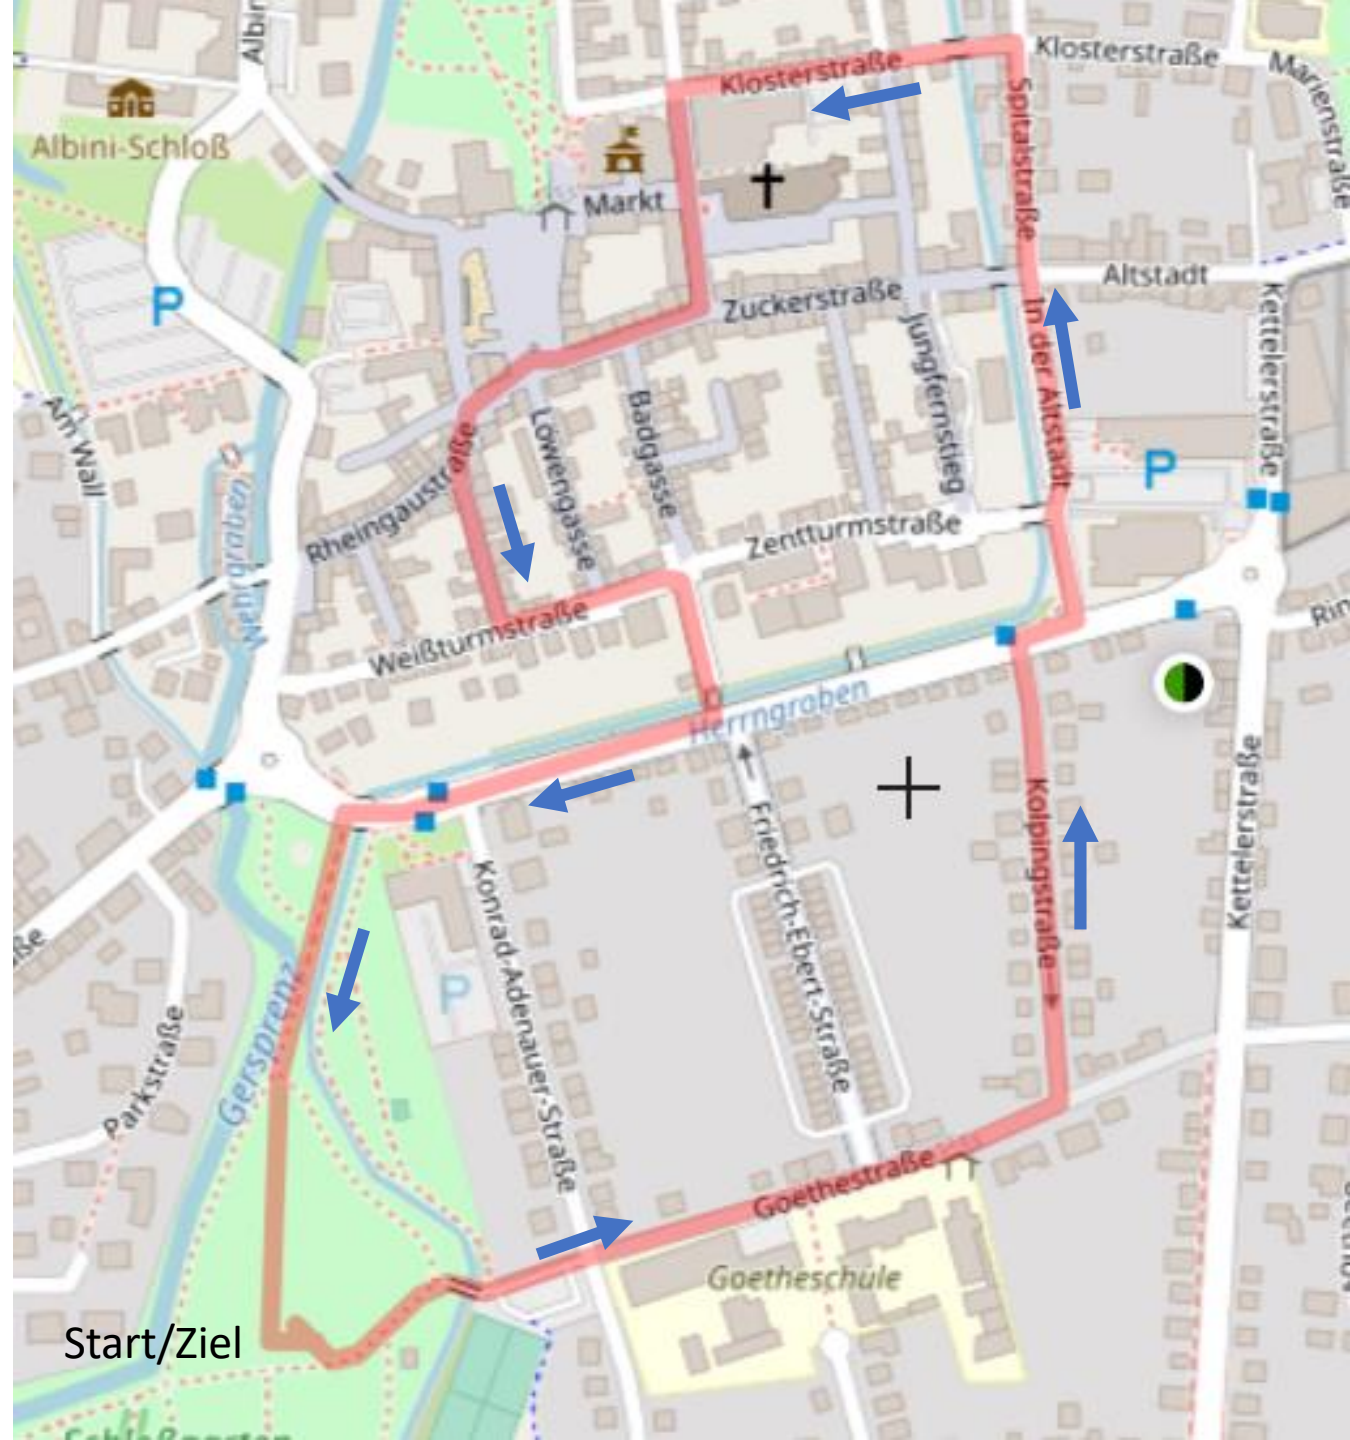 Klosterstraße
Klosterstraße
Marienstraße
Albini-Schloß
Spitalstraße
Markt
P
Altstadt
Zuckerstraße
In der Altstadt
Kettelerstraße
Jungfernstieg
Am Wall
Löwengasse
Badgasse
P
Rheingaustraße
Zentturmstraße
Weißturmstraße
Herrngraben
Kettelerstraße
Kolpingstraße
Friedrich-Ebert-Straße
Konrad-Adenauer-Straße
P
Gersprenz
Parkstraße
Goethestraße
Goetheschule
Start/Ziel